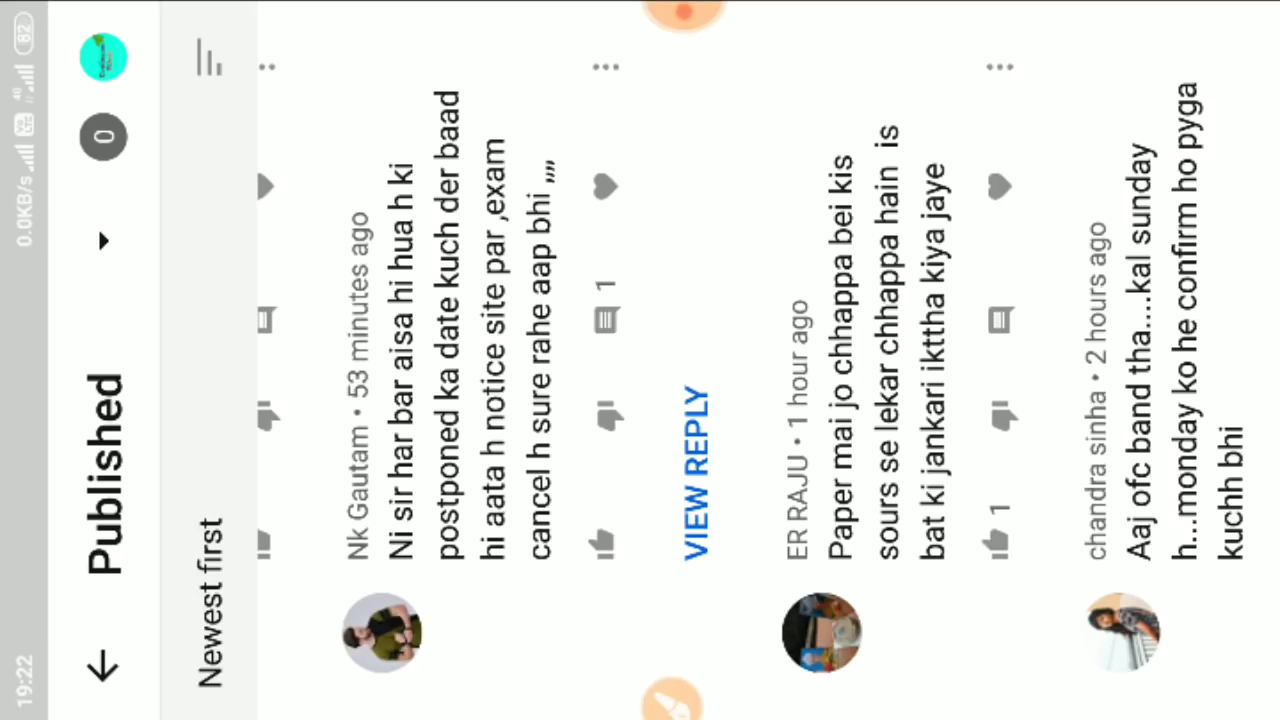 19:22
0.0KB/s 4G 82
Published
0
Newest first
Nk Gautam • 53 minutes ago
Ni sir har bar aisa hi hua h ki
postponed ka date kuch der baad
hi aata h notice site par ,exam
cancel h sure rahe aap bhi ,,,,
1
VIEW REPLY
ER RAJU • 1 hour ago
Paper mai jo chhappa bei kis
sours se lekar chhappa hain is
bat ki jankari ikttha kiya jaye
1
chandra sinha • 2 hours ago
Aaj ofc band tha....kal sunday
h...monday ko he confirm ho pyga
kuchh bhi